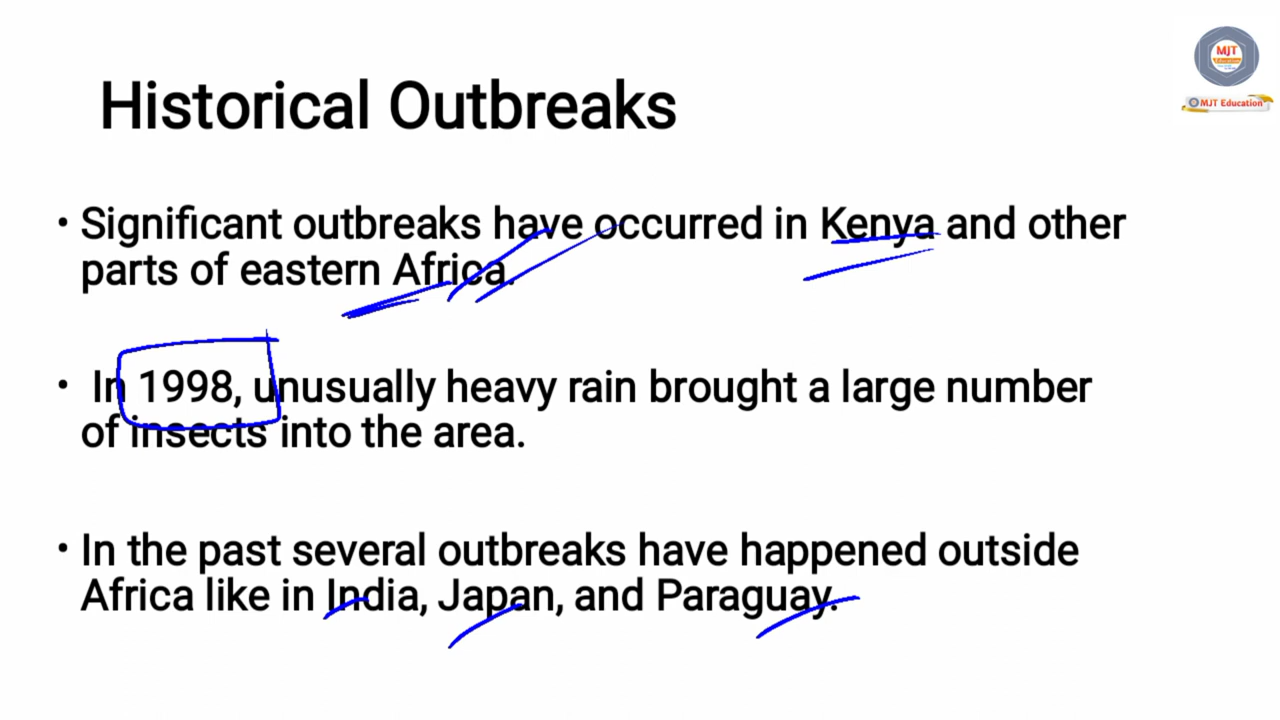 MJT
MJT Education
Historical Outbreaks
• Significant outbreaks have occurred in Kenya and other
parts of eastern Africa.
• In 1998, unusually heavy rain brought a large number
of insects into the area.
• In the past several outbreaks have happened outside
Africa like in India, Japan, and Paraguay.